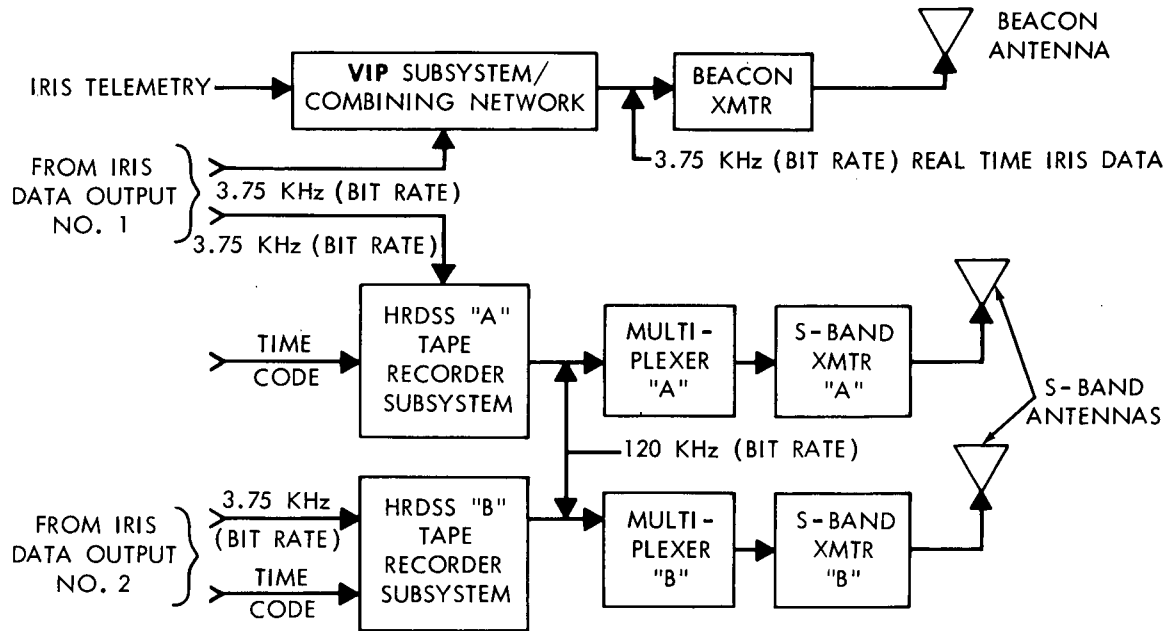 IRIS TELEMETRY
VIP SUBSYSTEM/
COMBINING NETWORK
BEACON
XMTR
BEACON
ANTENNA
3.75 KHz (BIT RATE) REAL TIME IRIS DATA
FROM IRIS
DATA OUTPUT
NO. 1
3.75 KHz (BIT RATE)
3.75 KHz (BIT RATE)
TIME
CODE
HRDSS "A"
TAPE
RECORDER
SUBSYSTEM
MULTI-
PLEXER
"A"
S-BAND
XMTR
"A"
S-BAND
ANTENNAS
120 KHz (BIT RATE)
FROM IRIS
DATA OUTPUT
NO. 2
3.75 KHz
(BIT RATE)
TIME
CODE
HRDSS "B"
TAPE
RECORDER
SUBSYSTEM
MULTI-
PLEXER
"B"
S-BAND
XMTR
"B"